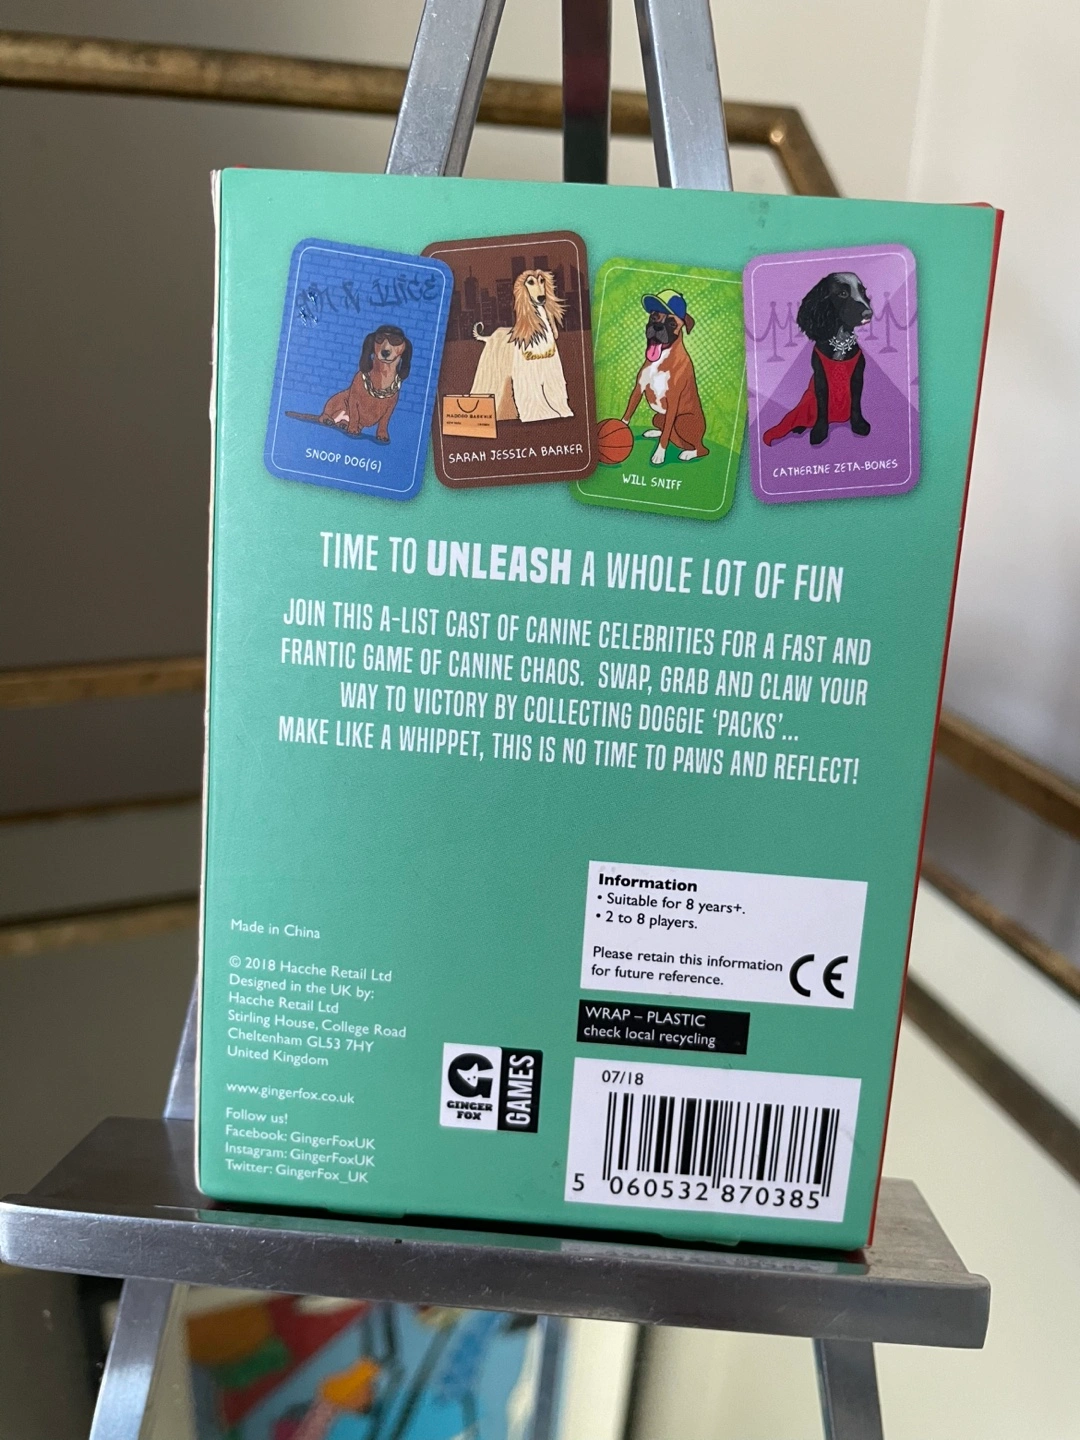 GIN & JUICE
SNOOP DOG(G)
Carrie
BARKVIE
SARAH JESSICA BARKER
WILL SNIFF
CATHERINE ZETA-BONES
TIME TO UNLEASH A WHOLE LOT OF FUN
JOIN THIS A-LIST CAST OF CANINE CELEBRITIES FOR A FAST AND
FRANTIC GAME OF CANINE CHAOS. SWAP, GRAB AND CLAW YOUR
WAY TO VICTORY BY COLLECTING DOGGIE ‘PACKS’...
MAKE LIKE A WHIPPET, THIS IS NO TIME TO PAWS AND REFLECT!
Information
• Suitable for 8 years+.
• 2 to 8 players.
Please retain this information
for future reference.
CE
WRAP – PLASTIC
check local recycling
Made in China
© 2018 Hacche Retail Ltd
Designed in the UK by:
Hacche Retail Ltd
Stirling House, College Road
Cheltenham GL53 7HY
United Kingdom
www.gingerfox.co.uk
Follow us!
Facebook: GingerFoxUK
Instagram: GingerFoxUK
Twitter: GingerFox_UK
GINGER
FOX
GAMES
07/18
5 060532 870385